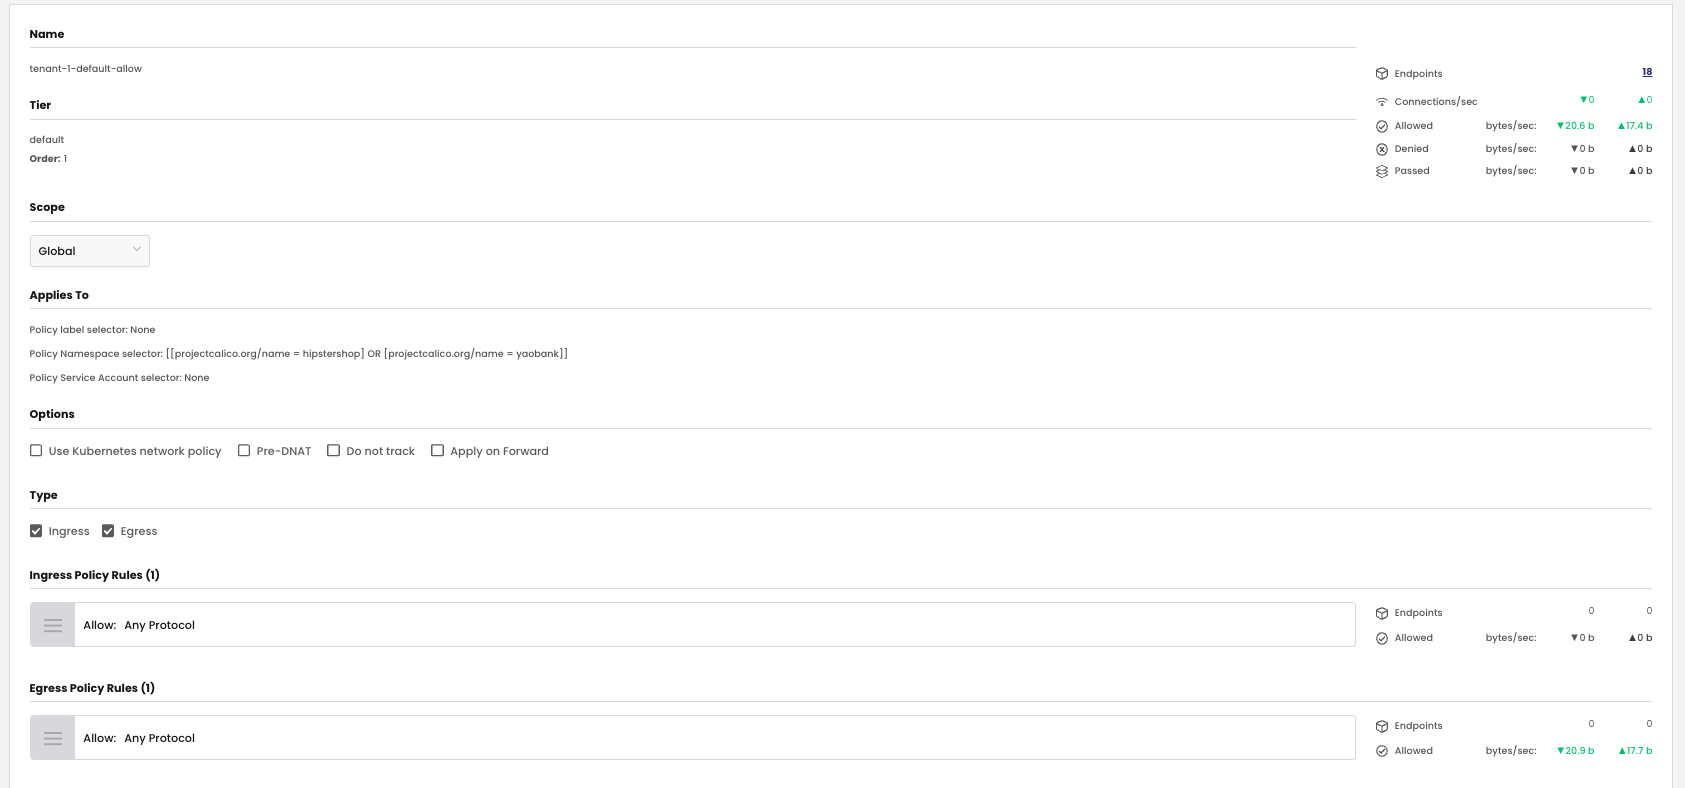 Name
tenant-1-default-allow
Endpoints 18
Tier
Connections/sec ▼0 ▲0
Allowed bytes/sec: ▼20.6 b ▲17.4 b
default
Denied bytes/sec: ▼0 b ▲0 b
Order: 1
Passed bytes/sec: ▼0 b ▲0 b
Scope
Global
Applies To
Policy label selector: None
Policy Namespace selector: [[projectcalico.org/name = hipstershop] OR [projectcalico.org/name = yaobank]]
Policy Service Account selector: None
Options
Use Kubernetes network policy Pre-DNAT Do not track Apply on Forward
Type
Ingress Egress
Ingress Policy Rules (1)
Allow: Any Protocol
Endpoints 0 0
Allowed bytes/sec: ▼0 b ▲0 b
Egress Policy Rules (1)
Allow: Any Protocol
Endpoints 0 0
Allowed bytes/sec: ▼20.9 b ▲17.7 b